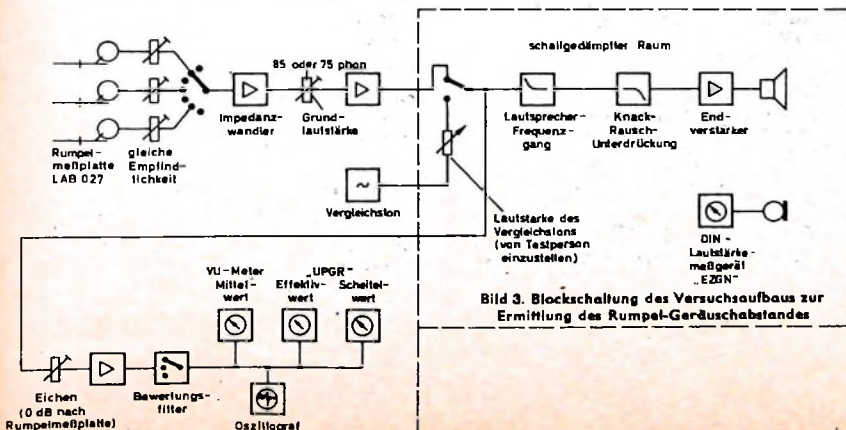 Rumpel-
meßplatte
LAB 027
gleiche
Empfind-
lichkeit
Impedanz-
wandler
85 oder 75 phon
Grund-
lautstärke
Vergleichston
schallgedämpfter Raum
Lautsprecher-
Frequenz-
gang
Knack-
Rausch-
Unterdrückung
End-
verstärker
Lautstärke des
Vergleichstons
(von Testperson
einzustellen)
DIN-
Lautstärke-
meßgerät
„EZGN“
Bild 3. Blockschaltung des Versuchsaufbaus zur
Ermittlung des Rumpel-Geräuschabstandes
VU-Meter
Mittel-
wert
„UPGR“
Effektiv-
wert
Scheitel-
wert
Eichen
(0 dB nach
Rumpelmeßplatte)
Bewertungs-
filter
Oszillograf